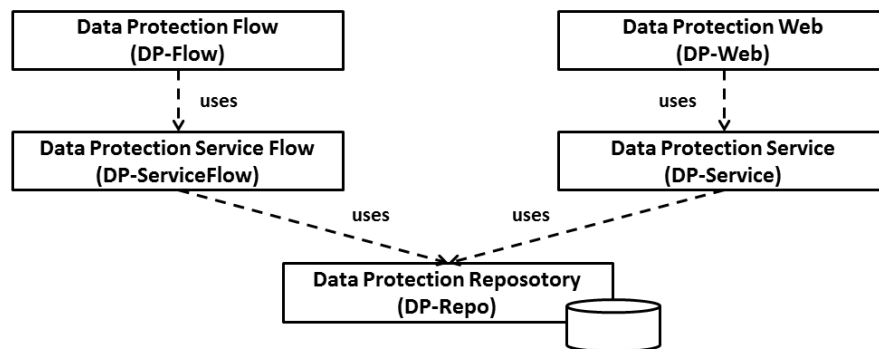 Data Protection Flow
(DP-Flow)
Data Protection Web
(DP-Web)
uses
uses
Data Protection Service Flow
(DP-ServiceFlow)
Data Protection Service
(DP-Service)
uses
uses
Data Protection Reposotory
(DP-Repo)